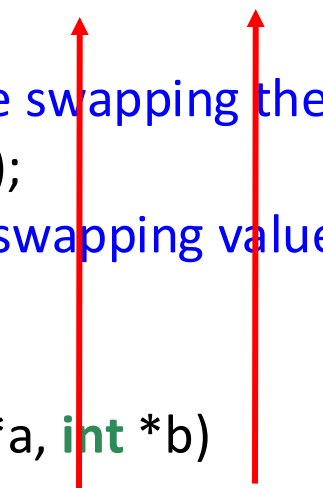 e swapping the
);
swapping value
*a, int *b)